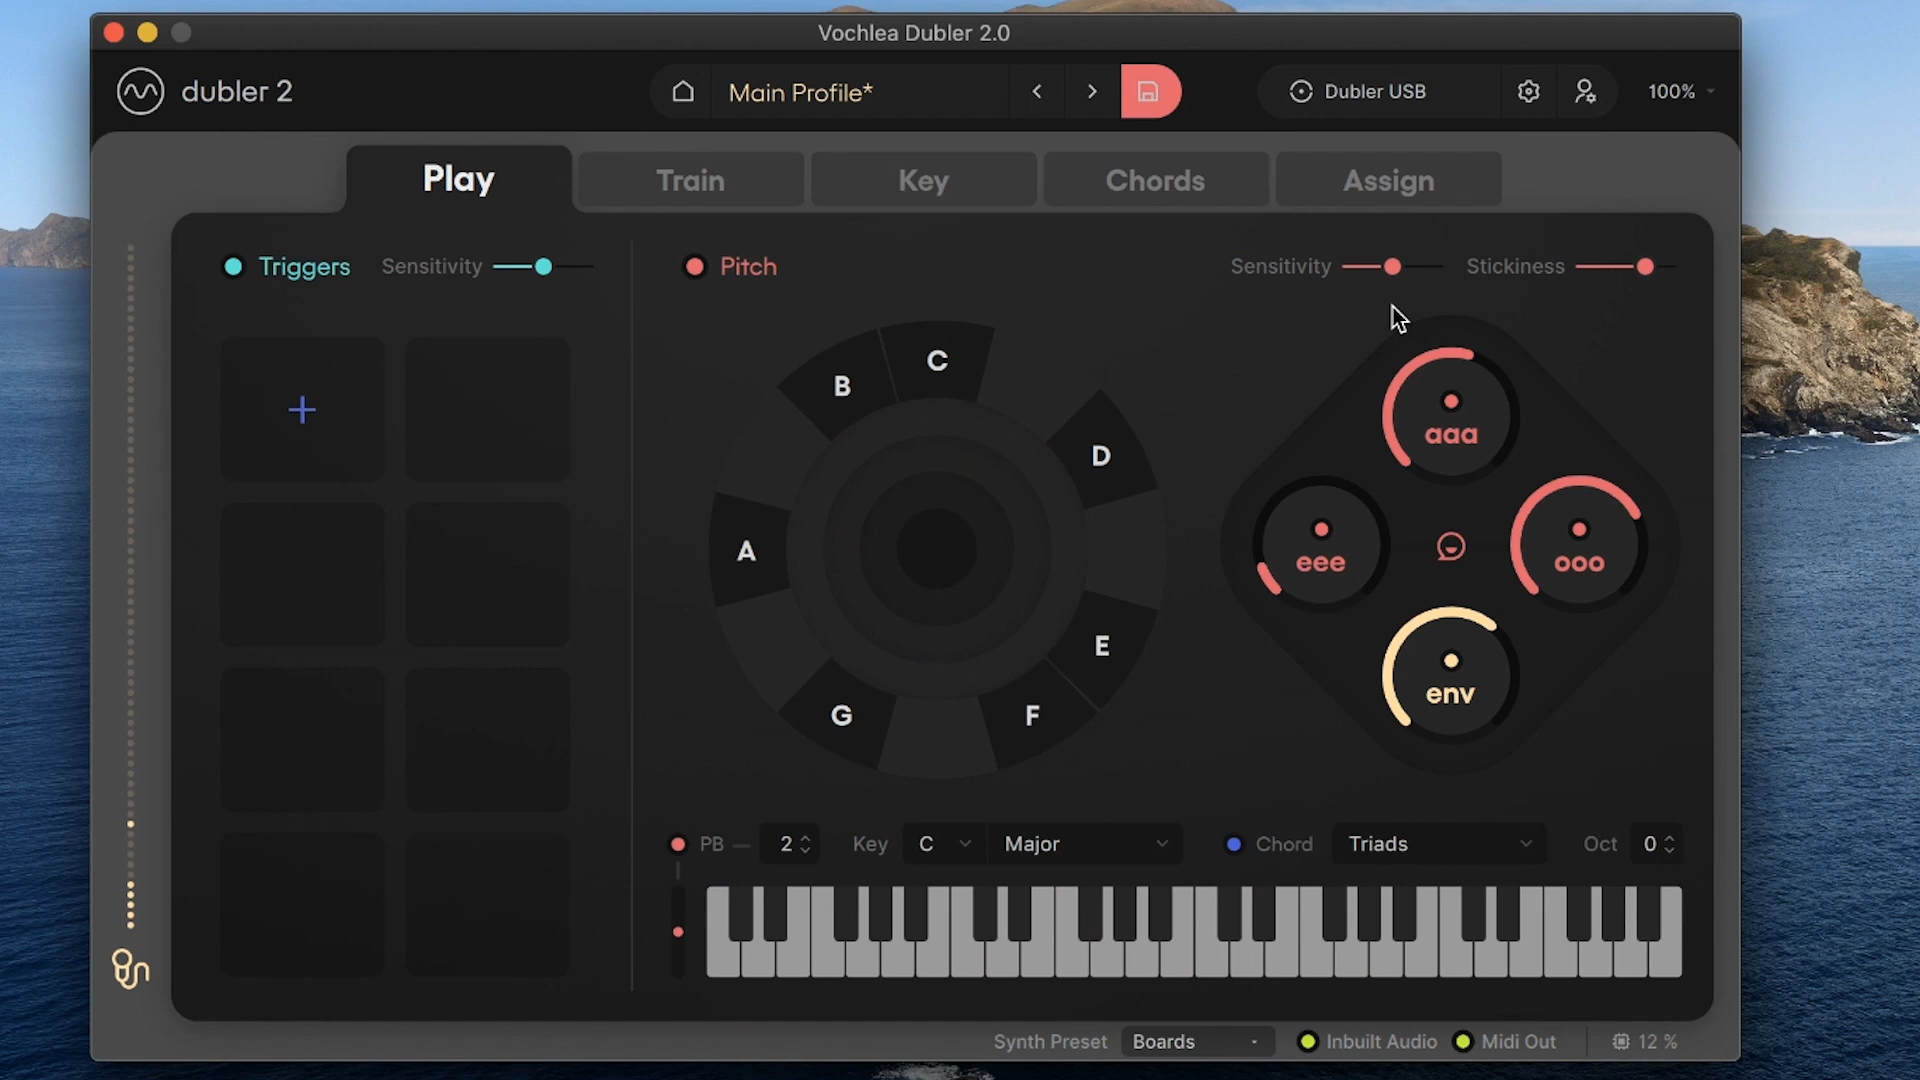 Vochlea Dubler 2.0
dubler 2
Main Profile*
Dubler USB
100%
Play
Train
Key
Chords
Assign
Triggers
Sensitivity
Pitch
Sensitivity
Stickiness
C
B
D
A
E
G
F
aaa
eee
ooo
env
PB
2
Key
C
Major
Chord
Triads
Oct
0
Synth Preset
Boards
Inbuilt Audio
Midi Out
12 %